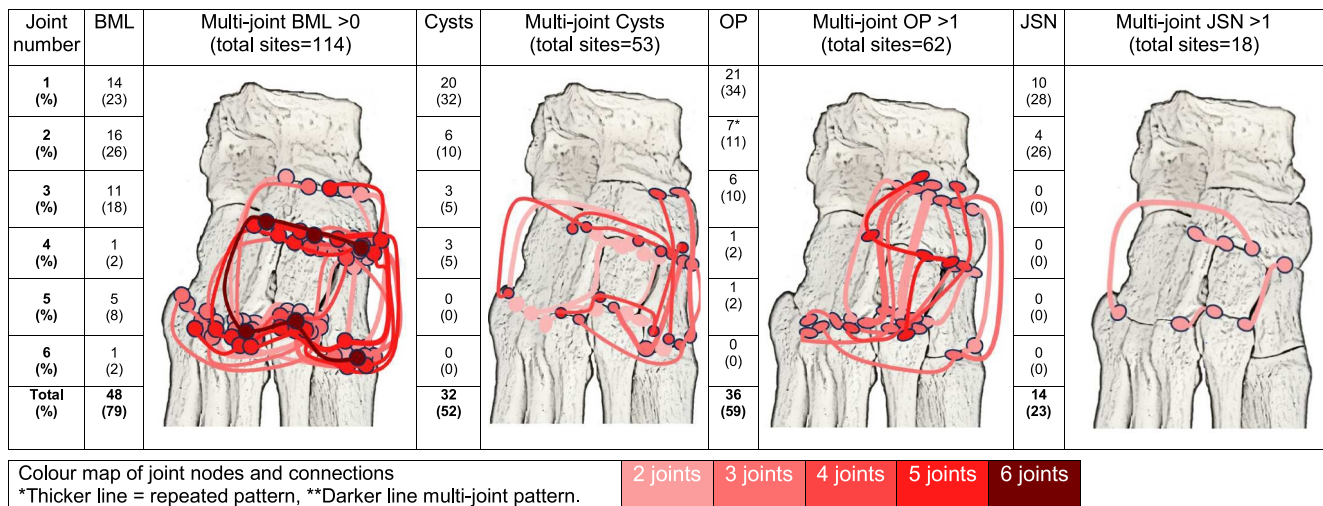 Joint number BML Multi-joint BML >0 (total sites=114) Cysts Multi-joint Cysts (total sites=53) OP Multi-joint OP >1 (total sites=62) JSN Multi-joint JSN >1 (total sites=18)
1 (%) 14 (23) 20 (32) 21 (34) 10 (28)
2 (%) 16 (26) 6 (10) 7* (11) 4 (26)
3 (%) 11 (18) 3 (5) 6 (10) 0 (0)
4 (%) 1 (2) 3 (5) 1 (2) 0 (0)
5 (%) 5 (8) 0 (0) 1 (2) 0 (0)
6 (%) 1 (2) 0 (0) 0 (0) 0 (0)
Total (%) 48 (79) 32 (52) 36 (59) 14 (23)
Colour map of joint nodes and connections
*Thicker line = repeated pattern, **Darker line multi-joint pattern.
2 joints 3 joints 4 joints 5 joints 6 joints